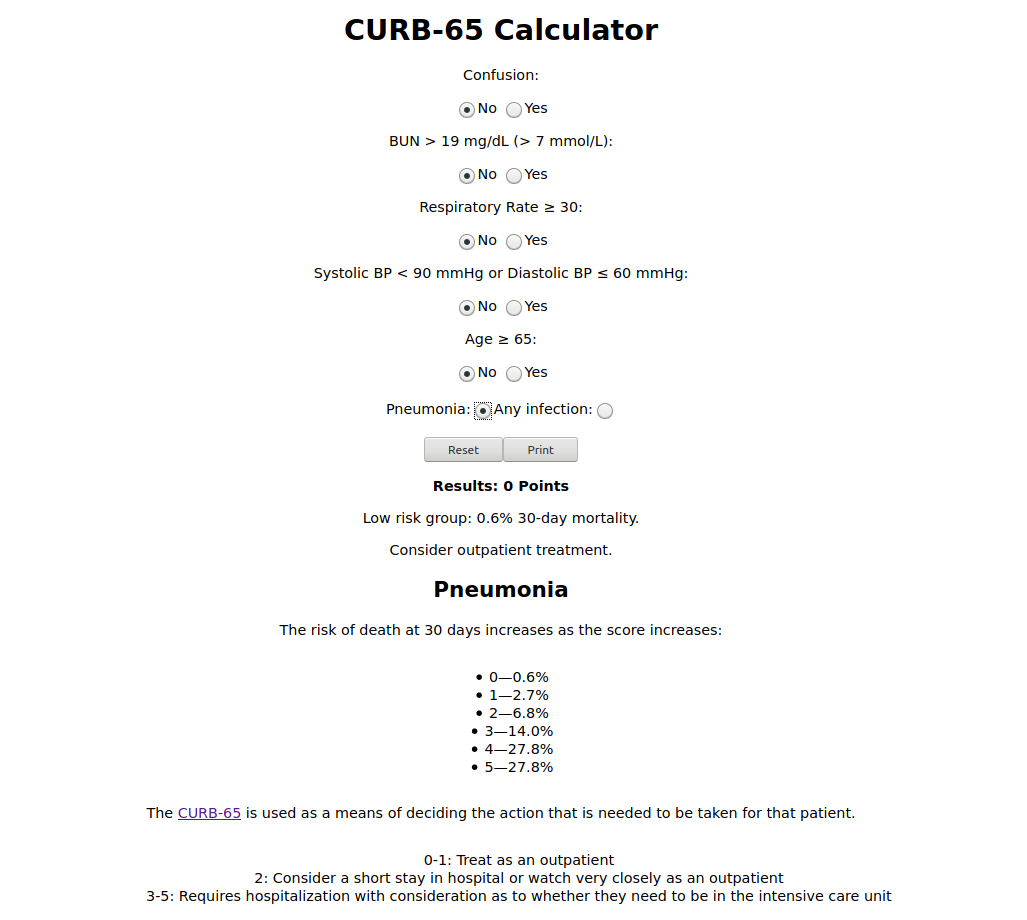 CURB-65 Calculator
Confusion:
No Yes
BUN > 19 mg/dL (> 7 mmol/L):
No Yes
Respiratory Rate ≥ 30:
No Yes
Systolic BP < 90 mmHg or Diastolic BP ≤ 60 mmHg:
No Yes
Age ≥ 65:
No Yes
Pneumonia: Any infection:
Reset Print
Results: 0 Points
Low risk group: 0.6% 30-day mortality.
Consider outpatient treatment.
Pneumonia
The risk of death at 30 days increases as the score increases:
• 0—0.6%
• 1—2.7%
• 2—6.8%
• 3—14.0%
• 4—27.8%
• 5—27.8%
The CURB-65 is used as a means of deciding the action that is needed to be taken for that patient.
0-1: Treat as an outpatient
2: Consider a short stay in hospital or watch very closely as an outpatient
3-5: Requires hospitalization with consideration as to whether they need to be in the intensive care unit